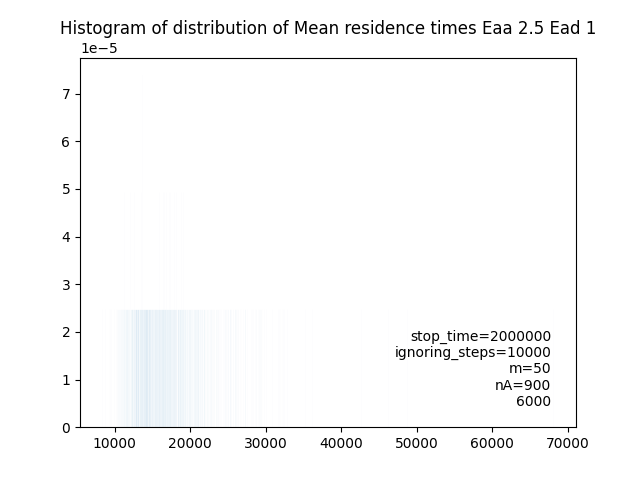 Histogram of distribution of Mean residence times Eaa 2.5 Ead 1
1e−5
7
6
5
4
3
2
1
0
stop_time=2000000
ignoring_steps=10000
m=50
nA=900
6000
10000 20000 30000 40000 50000 60000 70000